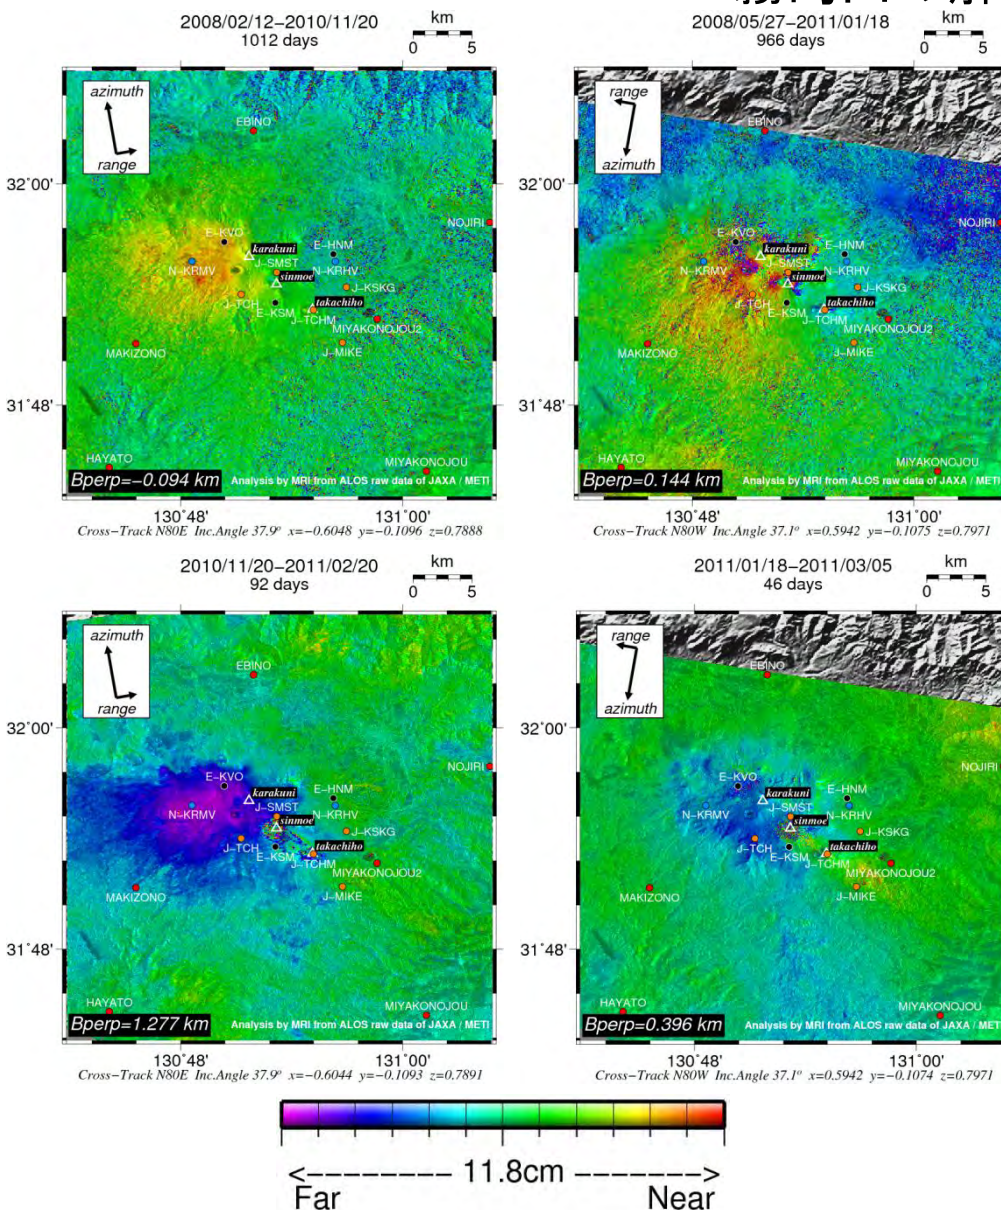 2008/02/12−2010/11/20
1012 days
km
0 5
azimuth
range
EBINO
32˚00'
NOJIRI
E−KVO
karakuni
E−HNM
N−KRMV
J−SMST
N−KRHV
sinmoe
J−KSKG
J−TCH
takachiho
E−KSM
J−TCHM
MIYAKONOJOU2
MAKIZONO
J−MIKE
31˚48'
HAYATO
MIYAKONOJOU
Bperp=−0.094 km
Analysis by MRI from ALOS raw data of JAXA / METI
130˚48'
131˚00'
Cross−Track N80E Inc.Angle 37.9° x=−0.6048 y=−0.1096 z=0.7888
2008/05/27−2011/01/18
966 days
km
0 5
range
azimuth
EBINO
32˚00'
NOJIRI
E−KVO
karakuni
E−HNM
N−KRMV
J−SMST
N−KRHV
sinmoe
J−KSKG
J−TCH
takachiho
E−KSM
J−TCHM
MIYAKONOJOU2
MAKIZONO
J−MIKE
31˚48'
HAYATO
MIYAKONOJOU
Bperp=0.144 km
Analysis by MRI from ALOS raw data of JAXA / METI
130˚48'
131˚00'
Cross−Track N80W Inc.Angle 37.1° x=0.5942 y=−0.1075 z=0.7971
2010/11/20−2011/02/20
92 days
km
0 5
azimuth
range
EBINO
32˚00'
NOJIRI
E−KVO
karakuni
E−HNM
N−KRMV
J−SMST
N−KRHV
sinmoe
J−KSKG
J−TCH
takachiho
E−KSM
J−TCHM
MIYAKONOJOU2
MAKIZONO
J−MIKE
31˚48'
HAYATO
MIYAKONOJOU
Bperp=1.277 km
Analysis by MRI from ALOS raw data of JAXA / METI
130˚48'
131˚00'
Cross−Track N80E Inc.Angle 37.9° x=−0.6044 y=−0.1093 z=0.7891
2011/01/18−2011/03/05
46 days
km
0 5
range
azimuth
EBINO
32˚00'
NOJIRI
E−KVO
karakuni
E−HNM
N−KRMV
J−SMST
N−KRHV
sinmoe
J−KSKG
J−TCH
takachiho
E−KSM
J−TCHM
MIYAKONOJOU2
MAKIZONO
J−MIKE
31˚48'
HAYATO
MIYAKONOJOU
Bperp=0.396 km
Analysis by MRI from ALOS raw data of JAXA / METI
130˚48'
131˚00'
Cross−Track N80W Inc.Angle 37.1° x=0.5942 y=−0.1074 z=0.7971
11.8cm
Far
Near